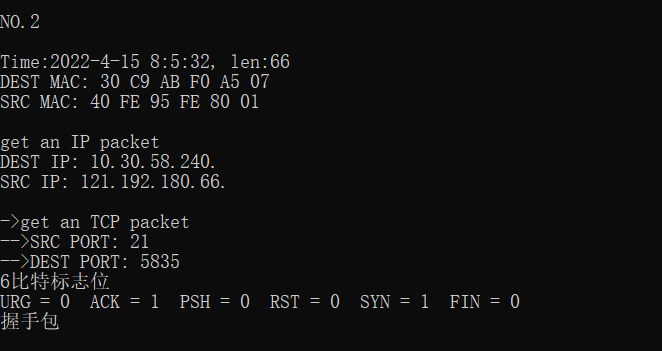 NO.2
Time:2022-4-15 8:5:32, len:66
DEST MAC: 30 C9 AB F0 A5 07
SRC MAC: 40 FE 95 FE 80 01
get an IP packet
DEST IP: 10.30.58.240.
SRC IP: 121.192.180.66.
->get an TCP packet
-->SRC PORT: 21
-->DEST PORT: 5835
6比特标志位
URG = 0  ACK = 1  PSH = 0  RST = 0  SYN = 1  FIN = 0
握手包